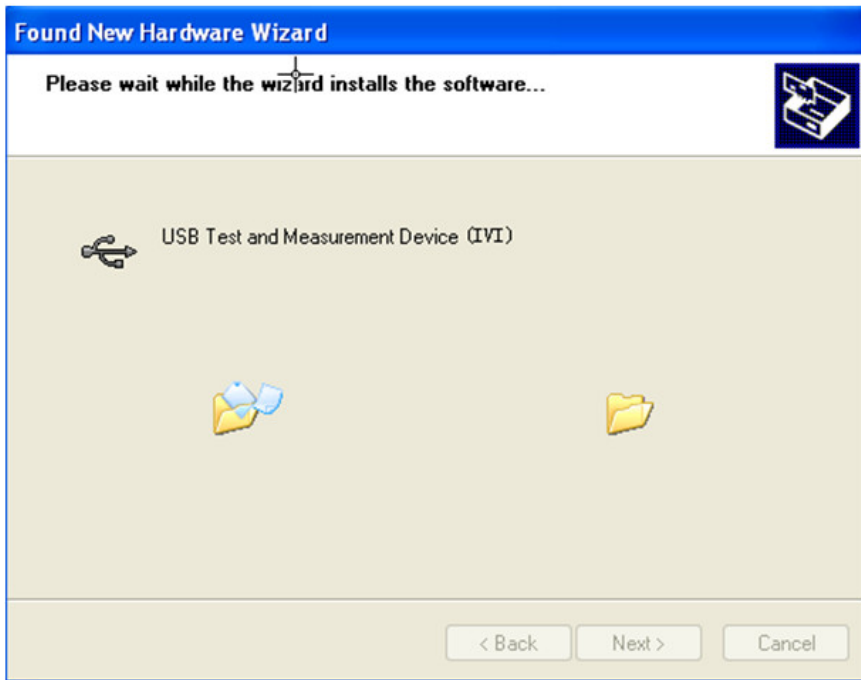 Found New Hardware Wizard
Please wait while the wizard installs the software...
USB Test and Measurement Device (IVI)
< Back
Next >
Cancel